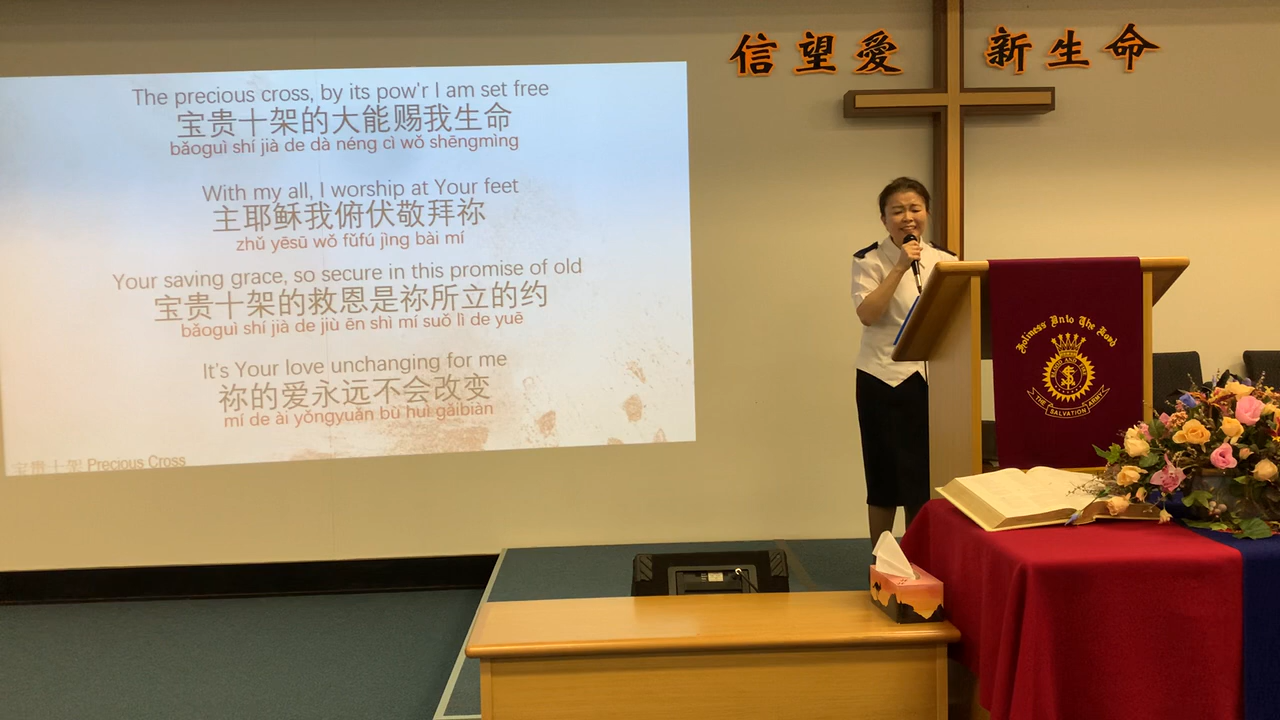 The precious cross, by its pow'r I am set free
宝贵十架的大能赐我生命
bǎoguì shí jià de dà néng cì wǒ shēngmìng
With my all, I worship at Your feet
主耶稣我俯伏敬拜祢
zhǔ yēsū wǒ fǔfú jìng bài mí
Your saving grace, so secure in this promise of old
宝贵十架的救恩是祢所立的约
bǎoguì shí jià de jiù ēn shì mí suǒ lì de yuē
It's Your love unchanging for me
祢的爱永远不会改变
mí de ài yǒngyuǎn bù huì gǎibiàn
宝贵十架 Precious Cross
信望愛 新生命
Holiness Unto The Lord
BLOOD AND FIRE
THE SALVATION ARMY